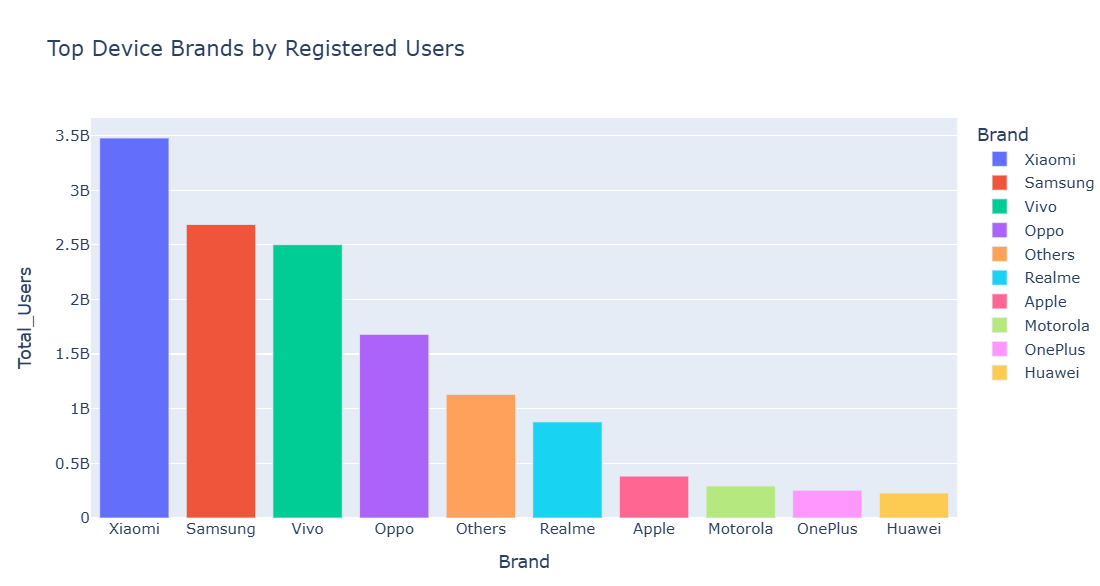 Top Device Brands by Registered Users
3.5B
3B
2.5B
2B
1.5B
1B
0.5B
0
Total_Users
Xiaomi
Samsung
Vivo
Oppo
Others
Realme
Apple
Motorola
OnePlus
Huawei
Brand
Brand
Xiaomi
Samsung
Vivo
Oppo
Others
Realme
Apple
Motorola
OnePlus
Huawei